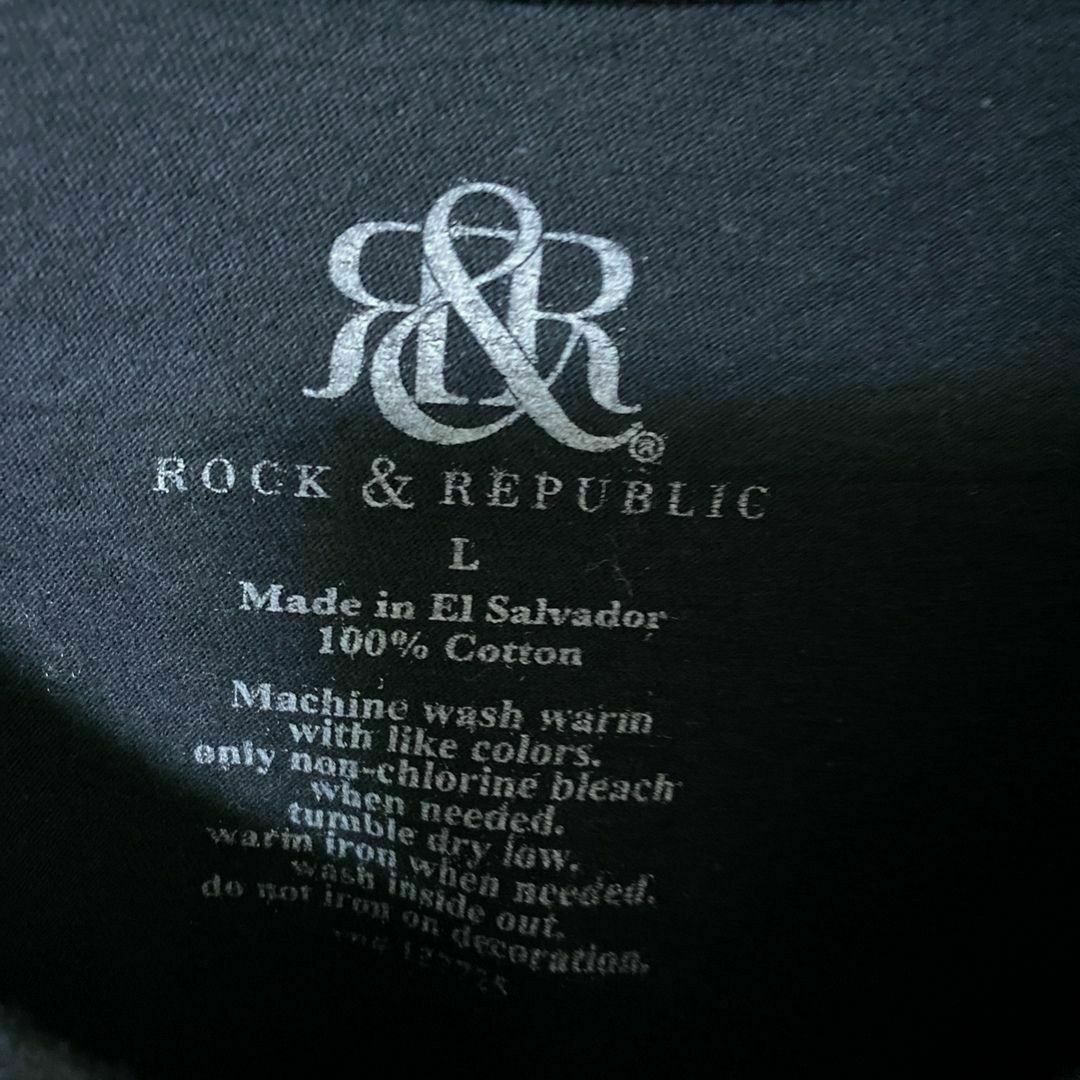 R&R®
ROCK & REPUBLIC
L
Made in El Salvador
100% Cotton
Machine wash warm
with like colors.
only non-chlorine bleach
when needed.
tumble dry low.
warm iron when needed.
wash inside out.
do not iron on decoration.